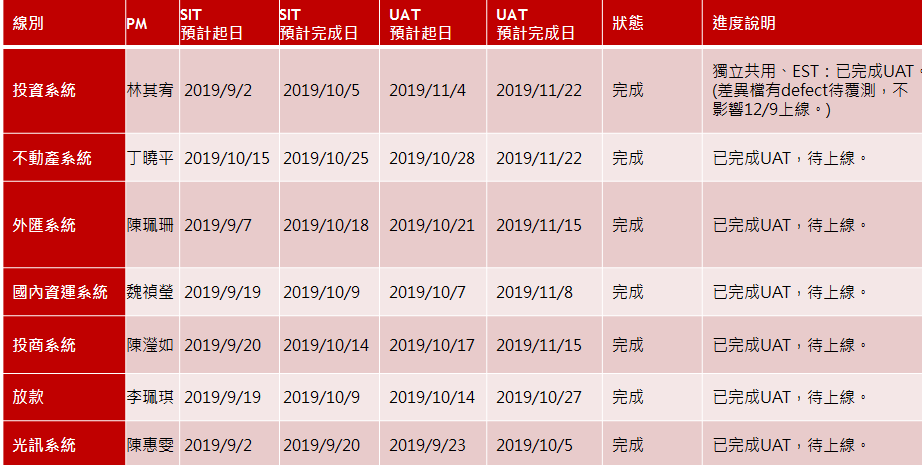 線別 PM SIT 預計起日 SIT 預計完成日 UAT 預計起日 UAT 預計完成日 狀態 進度說明
投資系統 林其宥 2019/9/2 2019/10/5 2019/11/4 2019/11/22 完成 獨立共用、EST：已完成UAT。
(差異檔有defect待覆測，不
影響12/9上線。)
不動產系統 丁曉平 2019/10/15 2019/10/25 2019/10/28 2019/11/22 完成 已完成UAT，待上線。
外匯系統 陳珮珊 2019/9/7 2019/10/18 2019/10/21 2019/11/15 完成 已完成UAT，待上線。
國內資運系統 魏禎瑩 2019/9/19 2019/10/9 2019/10/7 2019/11/8 完成 已完成UAT，待上線。
投商系統 陳瀅如 2019/9/20 2019/10/14 2019/10/17 2019/11/15 完成 已完成UAT，待上線。
放款 李珮琪 2019/9/19 2019/10/9 2019/10/14 2019/10/27 完成 已完成UAT，待上線。
光訊系統 陳惠雯 2019/9/2 2019/9/20 2019/9/23 2019/10/5 完成 已完成UAT，待上線。